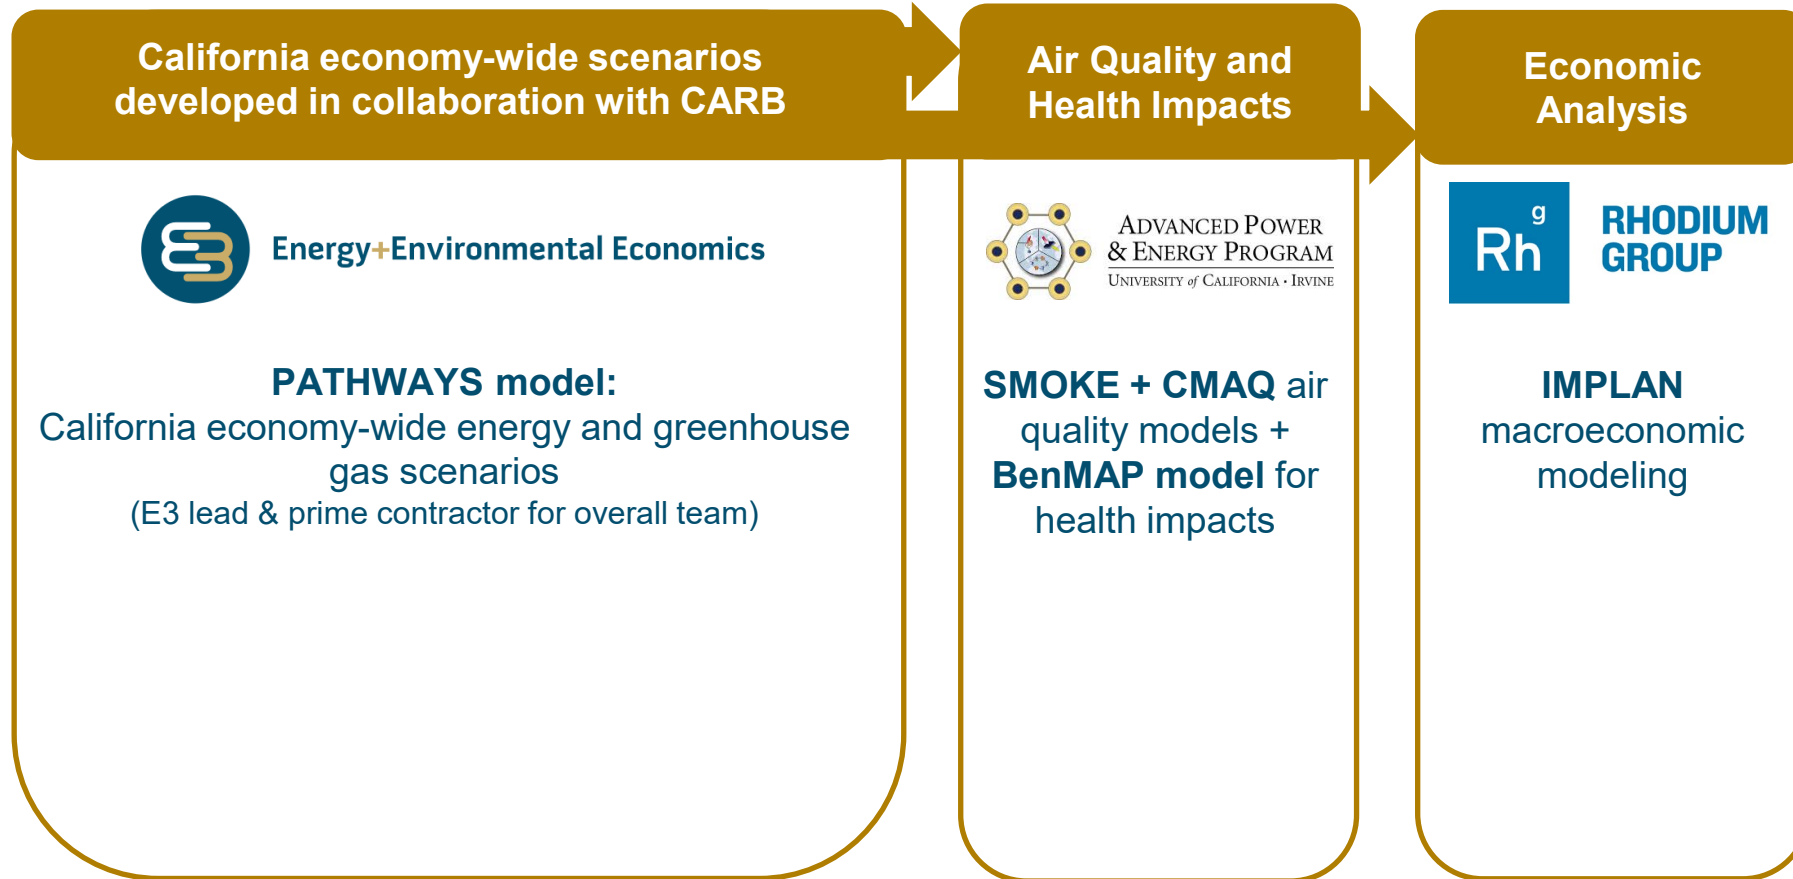 California economy-wide scenarios
developed in collaboration with CARB
Energy+Environmental Economics
PATHWAYS model:
California economy-wide energy and greenhouse
gas scenarios
(E3 lead & prime contractor for overall team)
Air Quality and
Health Impacts
ADVANCED POWER
& ENERGY PROGRAM
UNIVERSITY of CALIFORNIA • IRVINE
SMOKE + CMAQ air
quality models +
BenMAP model for
health impacts
Economic
Analysis
Rh g
RHODIUM
GROUP
IMPLAN
macroeconomic
modeling